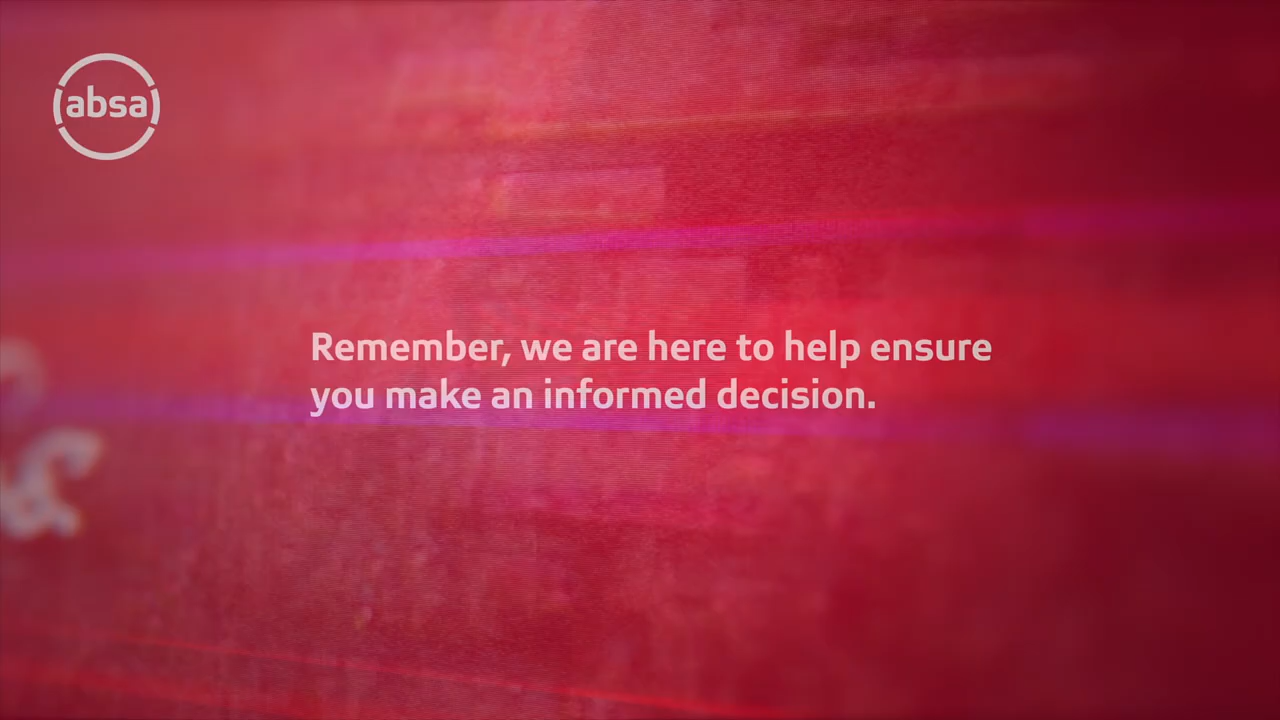 absa
Remember, we are here to help ensure
you make an informed decision.